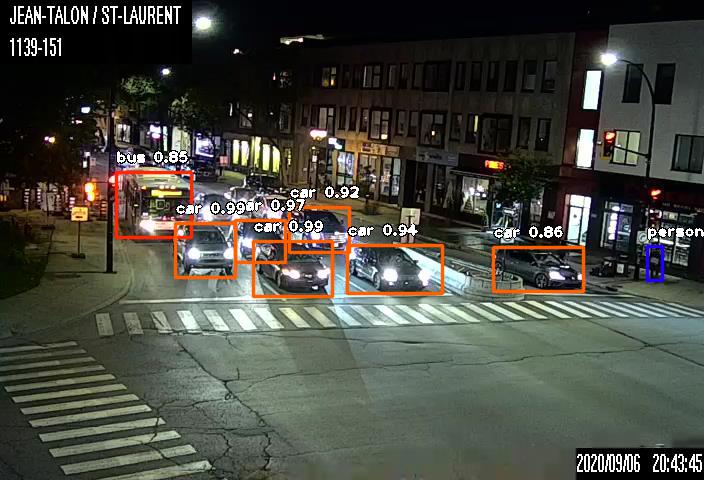 JEAN-TALON / ST-LAURENT
1139-151
bus 0.85
car 0.92
car 0.99
car 0.97
car 0.99
car 0.94
car 0.86
person
2020/09/06 20:43:45